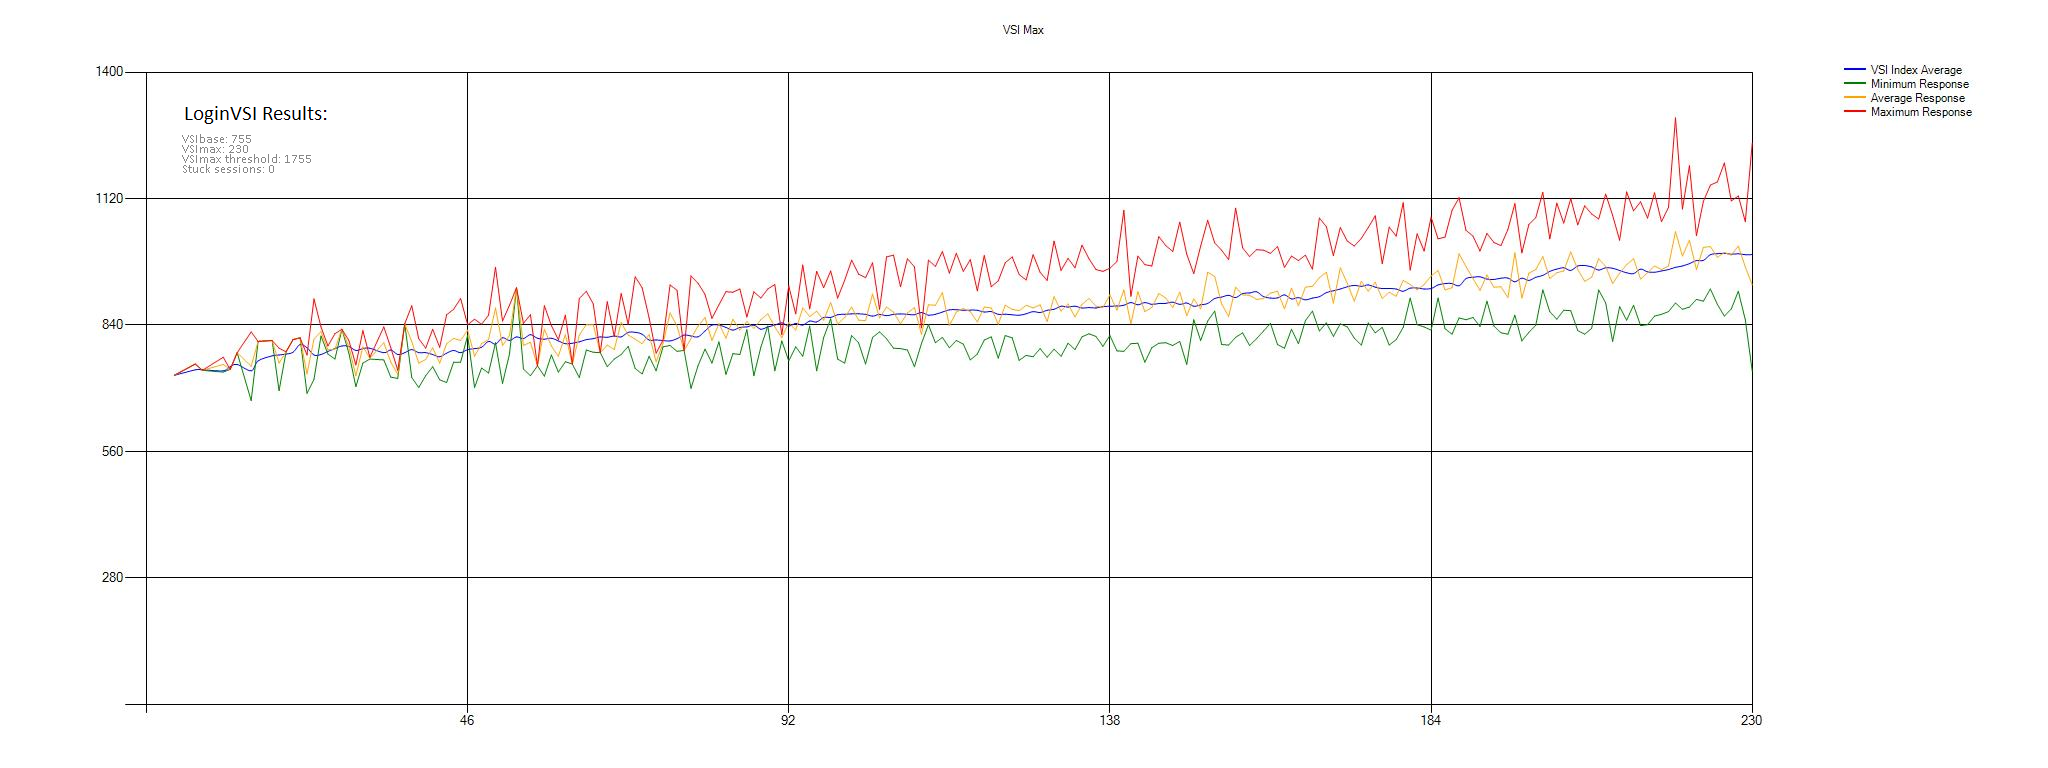 VSI Max
1400
1120
840
560
280
LoginVSI Results:
VSIbase: 755
VSImax: 230
VSImax threshold: 1755
Stuck sessions: 0
46
92
138
184
230
VSI Index Average
Minimum Response
Average Response
Maximum Response